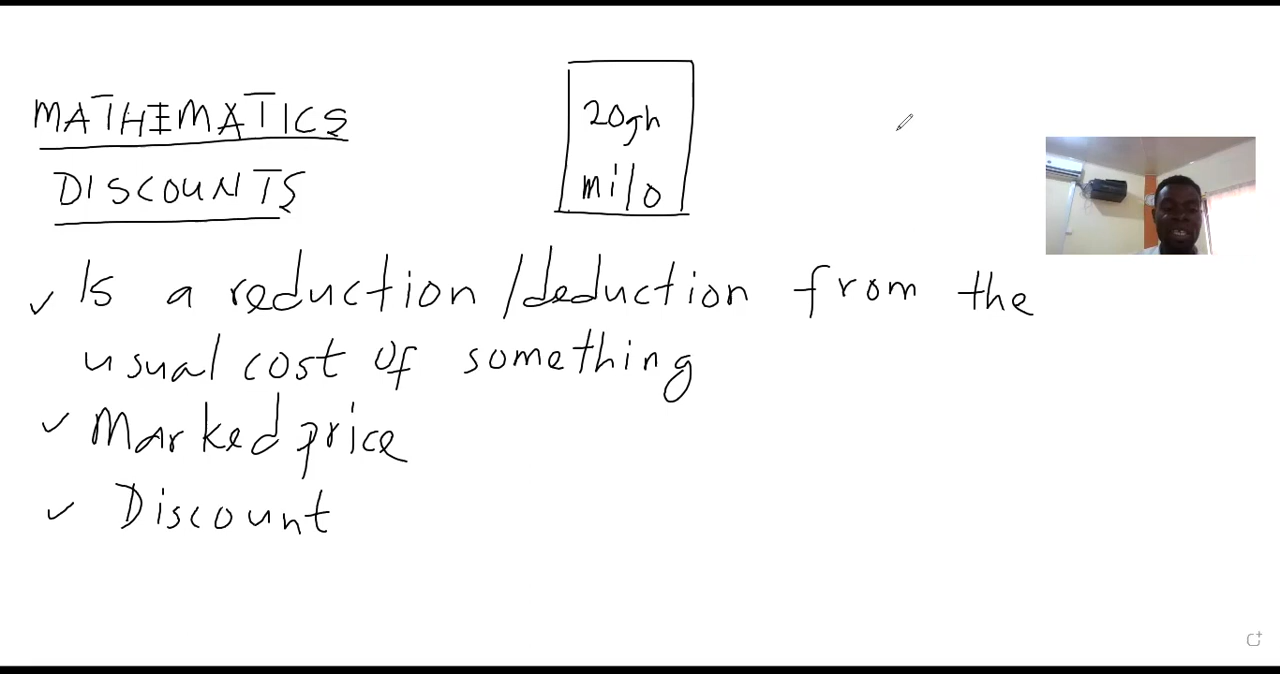 MATHEMATICS
DISCOUNTS
20gh
milo
✓ Is a reduction/deduction from the
usual cost of something
✓ Marked price
✓ Discount